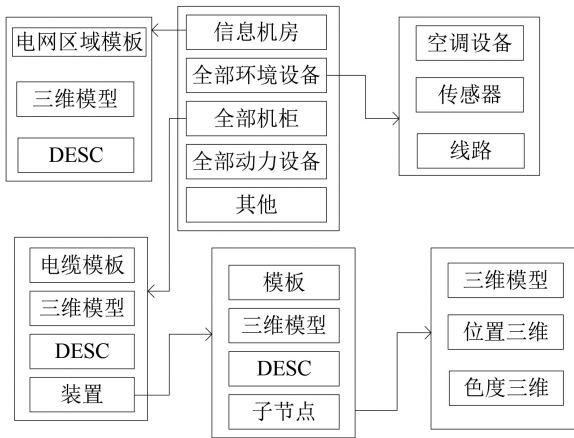 电网区域模板
三维模型
DESC
信息机房
全部环境设备
全部机柜
全部动力设备
其他
空调设备
传感器
线路
电缆模板
三维模型
DESC
装置
模板
三维模型
DESC
子节点
三维模型
位置三维
色度三维